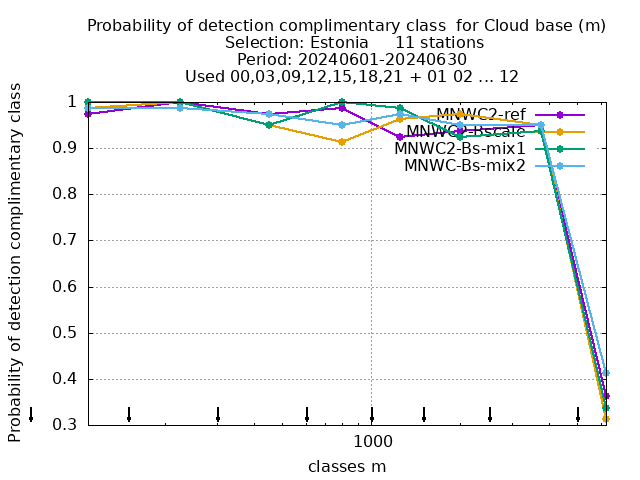 Probability of detection complimentary class  for Cloud base (m)
Selection: Estonia     11 stations
Period: 20240601-20240630
Used 00,03,09,12,15,18,21 + 01 02 ... 12
Probability of detection complimentary class
1
0.9
0.8
0.7
0.6
0.5
0.4
0.3
MNWC2-ref
MNWC2-Bscale
MNWC2-Bs-mix1
MNWC-Bs-mix2
1000
classes m